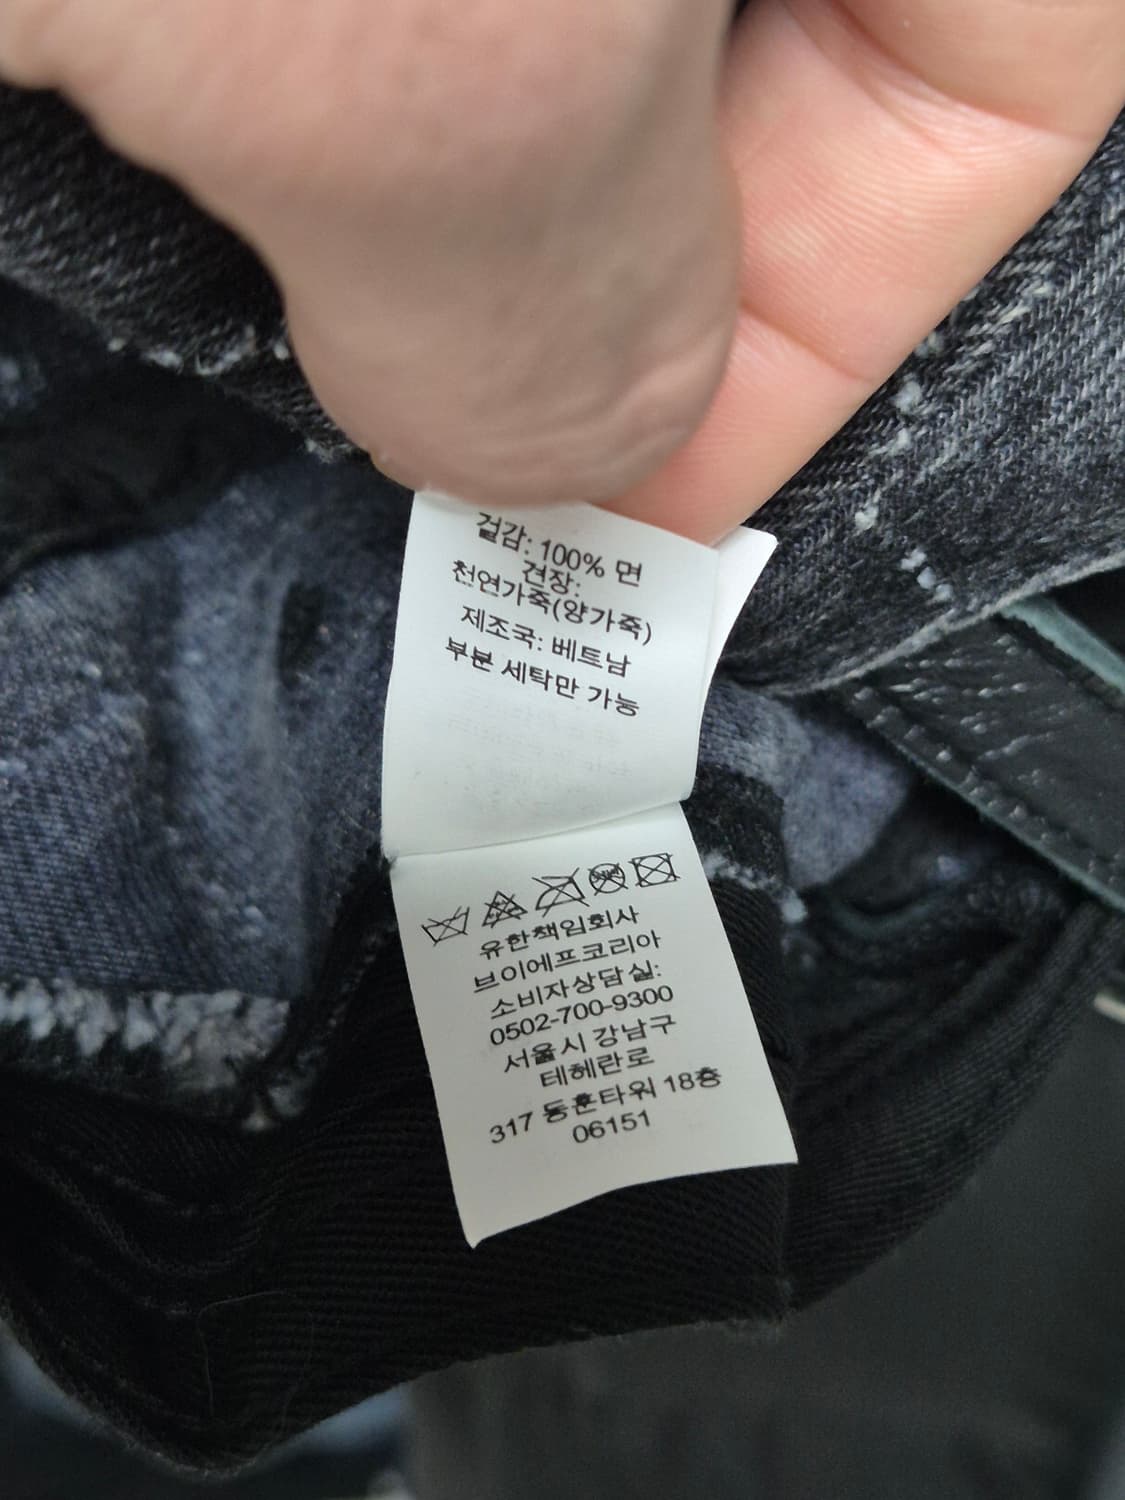 겉감: 100% 면
견장:
천연가죽(양가죽)
제조국: 베트남
부분 세탁만 가능
유한책임회사
브이에프코리아
소비자상담실:
0502-700-9300
서울시 강남구
테헤란로
317 동훈타워 18층
06151